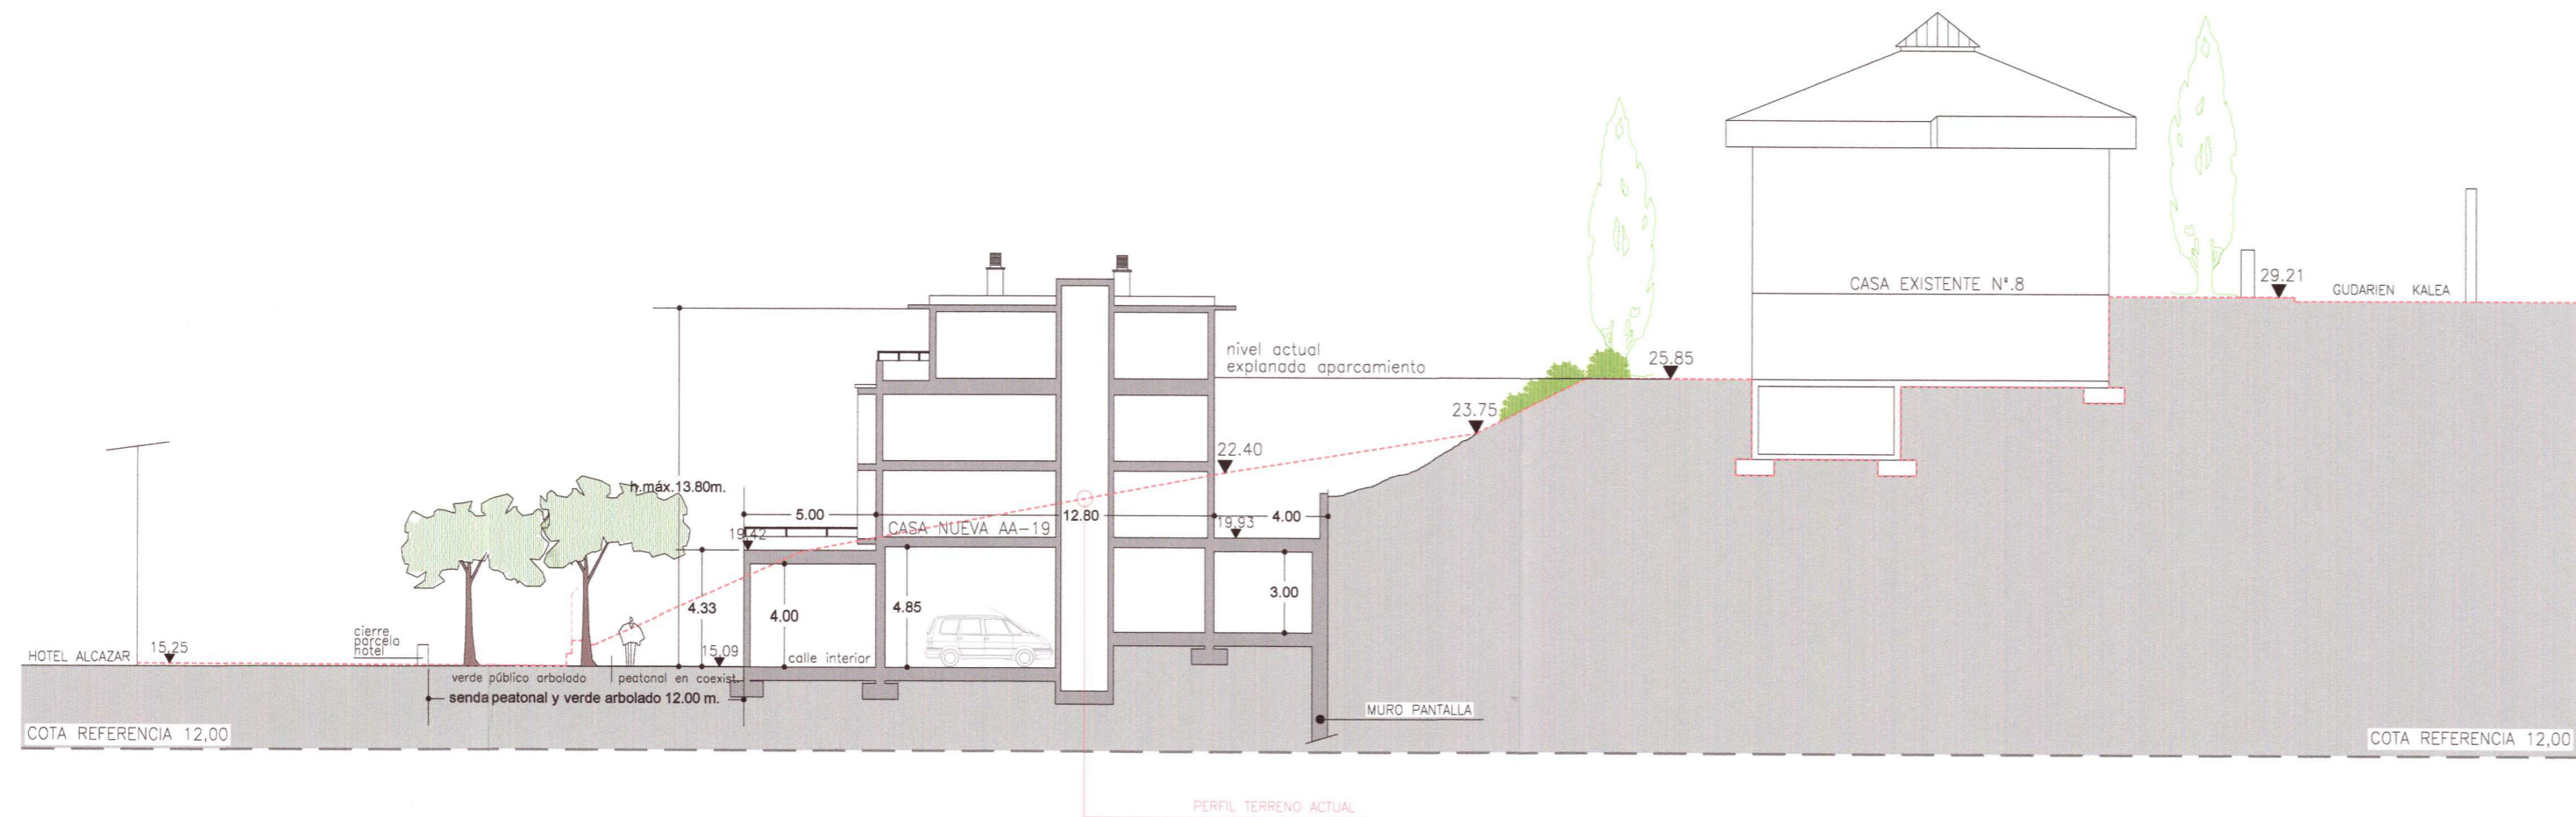 CASA EXISTENTE N°.8
29.21
GUDARIEN KALEA
nivel actual
explanada aparcamiento
25.85
23.75
22.40
h.máx.13.80m.
5.00
12.80
4.00
19,42
CASA NUEVA AA-19
19,93
4.33
4.00
4.85
3.00
cierre
parcela
hotel
HOTEL ALCAZAR
15,25
15,09
calle interior
verde público arbolado
peatonal en coexist.
senda peatonal y verde arbolado 12.00 m.
MURO PANTALLA
COTA REFERENCIA 12,00
COTA REFERENCIA 12,00
PERFIL TERRENO ACTUAL